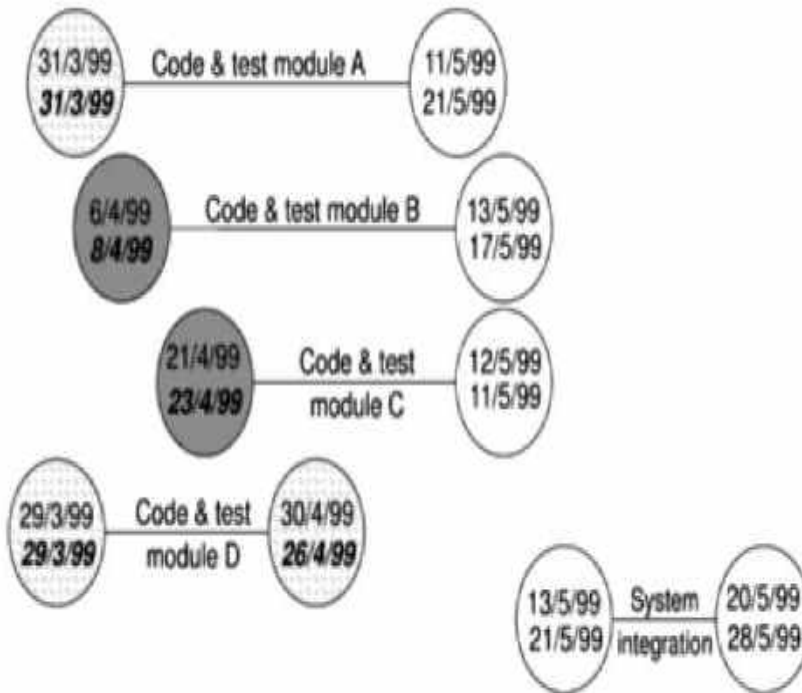 31/3/99
31/3/99
Code & test module A
11/5/99
21/5/99
6/4/99
8/4/99
Code & test module B
13/5/99
17/5/99
21/4/99
23/4/99
Code & test
module C
12/5/99
11/5/99
29/3/99
29/3/99
Code & test
module D
30/4/99
26/4/99
13/5/99
21/5/99
System
integration
20/5/99
28/5/99